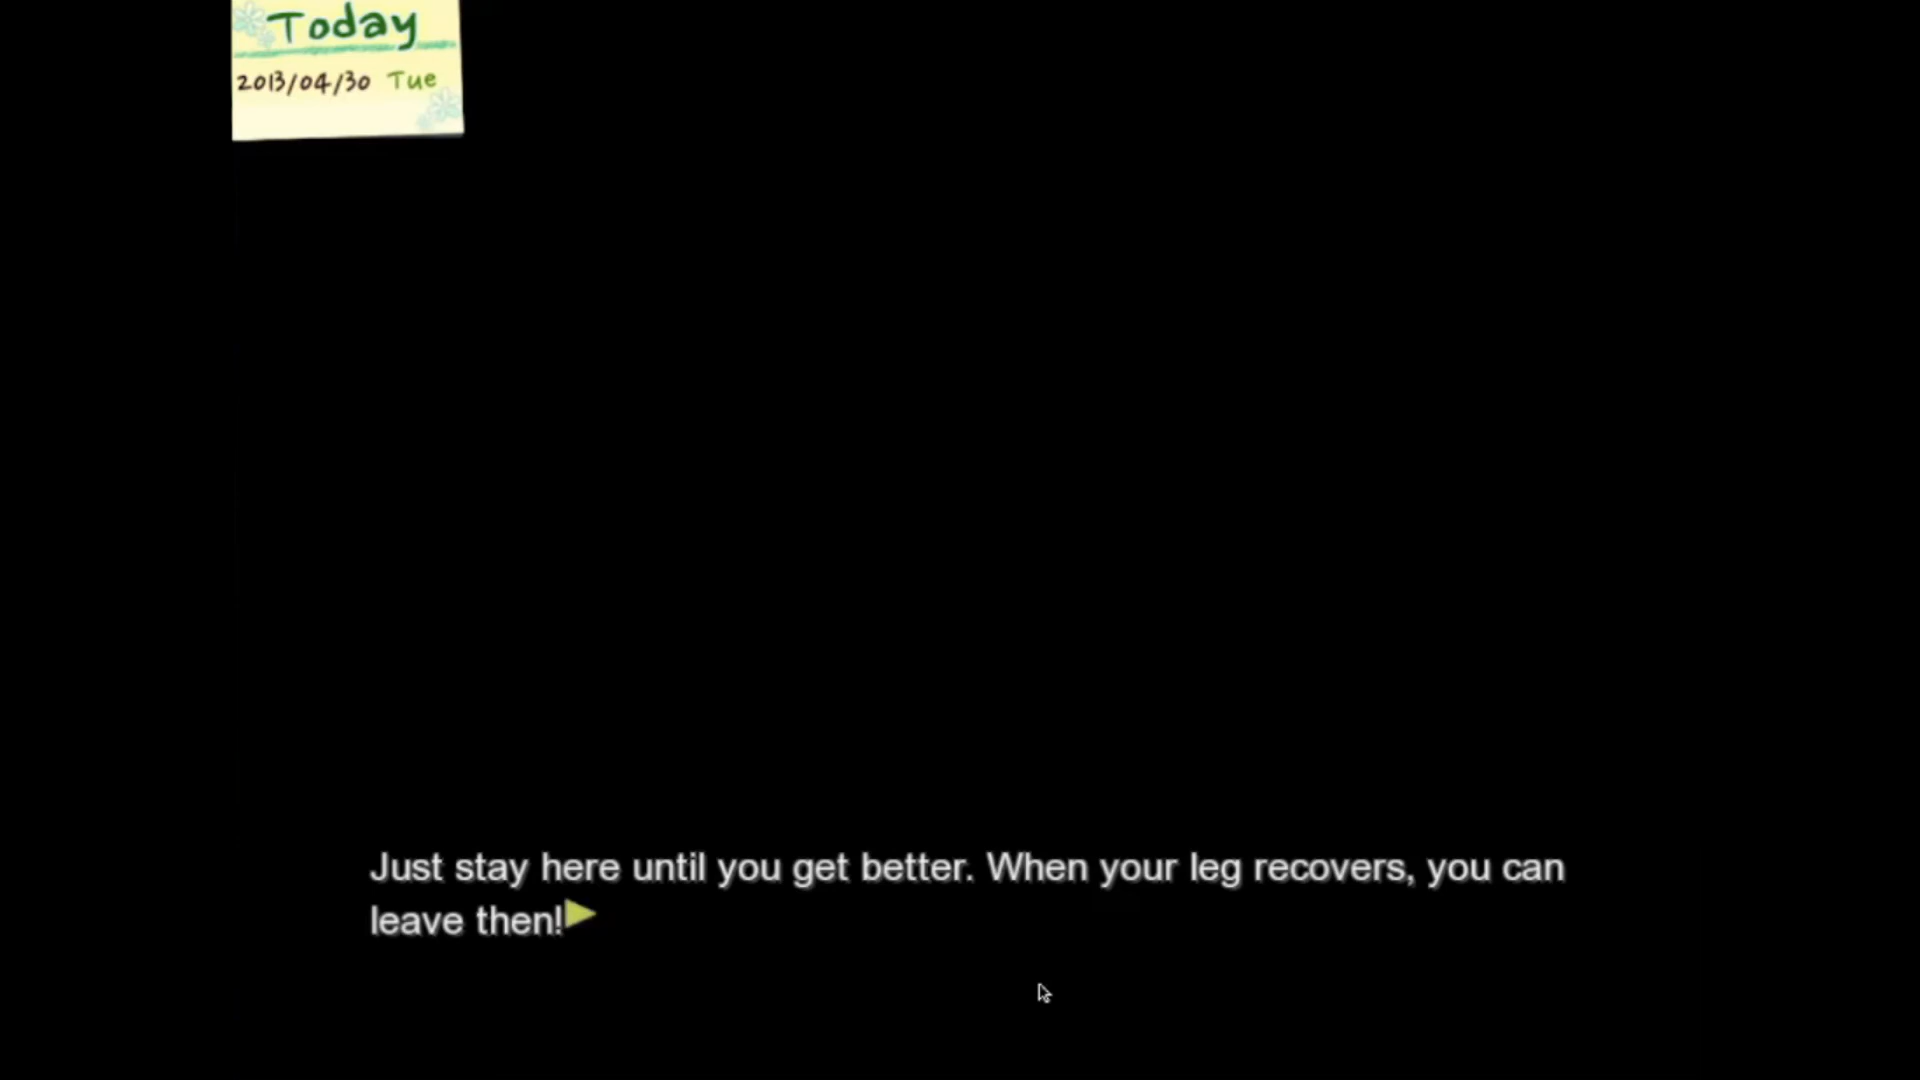 Today
2013/04/30 Tue
Just stay here until you get better. When your leg recovers, you can
leave then!